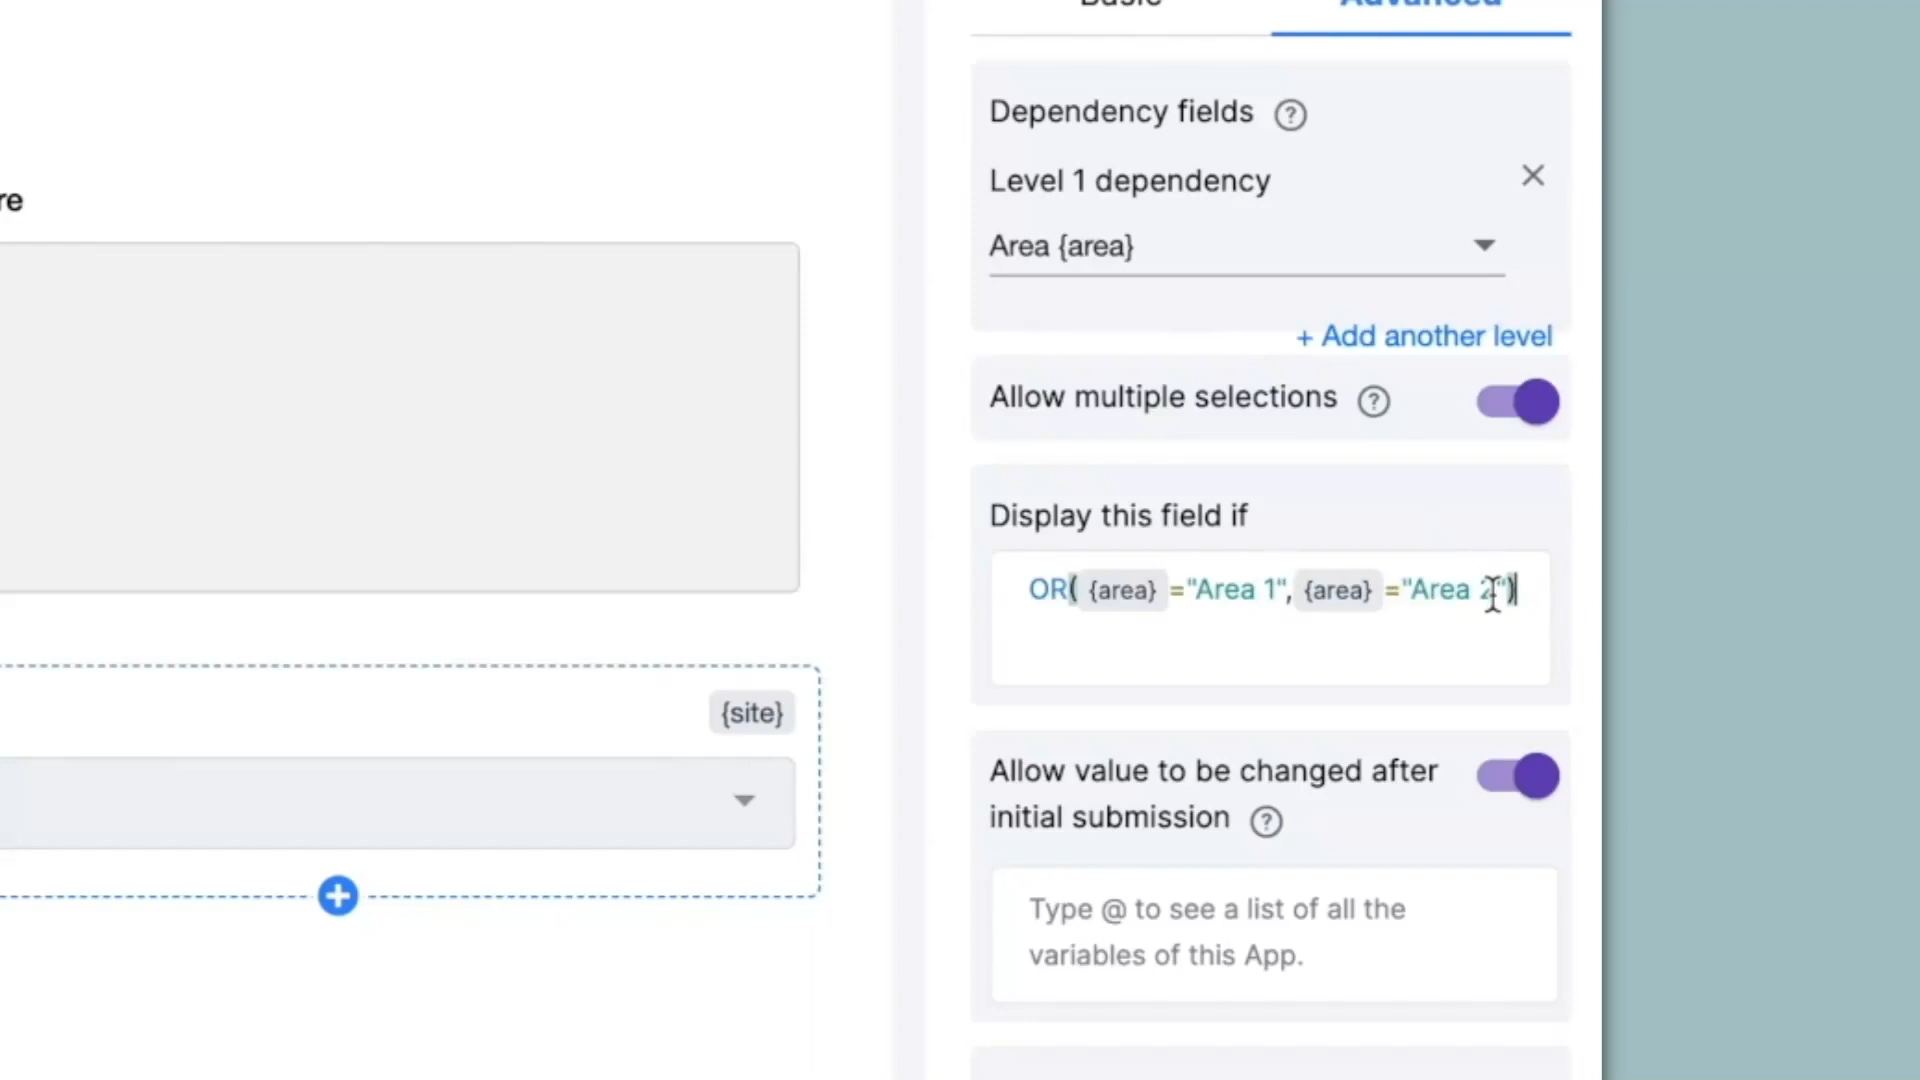 Basic Advanced
Dependency fields ?
Level 1 dependency
re
Area {area}
+ Add another level
Allow multiple selections ?
Display this field if
OR( {area} ="Area 1", {area} ="Area 2")
{site}
Allow value to be changed after
initial submission ?
Type @ to see a list of all the
variables of this App.